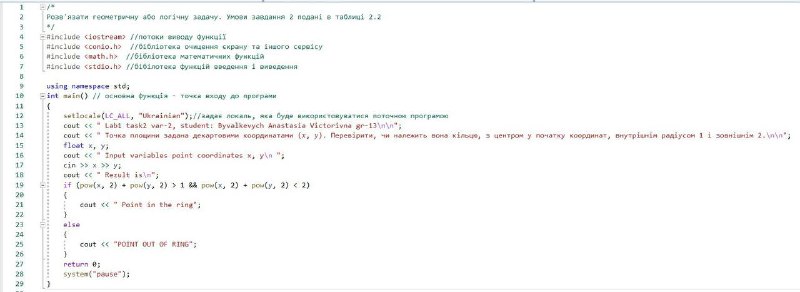 1 /*
2 Розв'язати геометричну або логічну задачу. Умови завдання 2 подані в таблиці 2.2
3 */
4 #include <iostream> //потоки виводу функції
5 #include <conio.h> //бібліотека очищення екрану та іншого сервісу
6 #include <math.h> //бібліотека математичних функцій
7 #include <stdio.h> //бібілотека функцій введення і виведення
8
9 using namespace std;
10 int main() // основна функція - точка входу до програми
11 {
12 setlocale(LC_ALL, "Ukrainian");//задає локаль, яка буде використовуватися поточною програмою
13 cout << " Lab1 task2 var-2, student: Byvalkevych Anastasia Victorivna gr-13\n\n";
14 cout << " Точка площини задана декартовими координатами (x, y). Перевірити, чи належить вона кільцю, з центром у початку координат, внутрішнім радіусом 1 і зовнішнім 2.\n\n";
15 float x, y;
16 cout << " Input variables point coordinates x, y\n ";
17 cin >> x >> y;
18 cout << " Rezult is\n";
19 if (pow(x, 2) + pow(y, 2) > 1 && pow(x, 2) + pow(y, 2) < 2)
20 {
21 cout << " Point in the ring";
22 }
23 else
24 {
25 cout << "POINT OUT OF RING";
26 }
27 return 0;
28 system("pause");
29 }